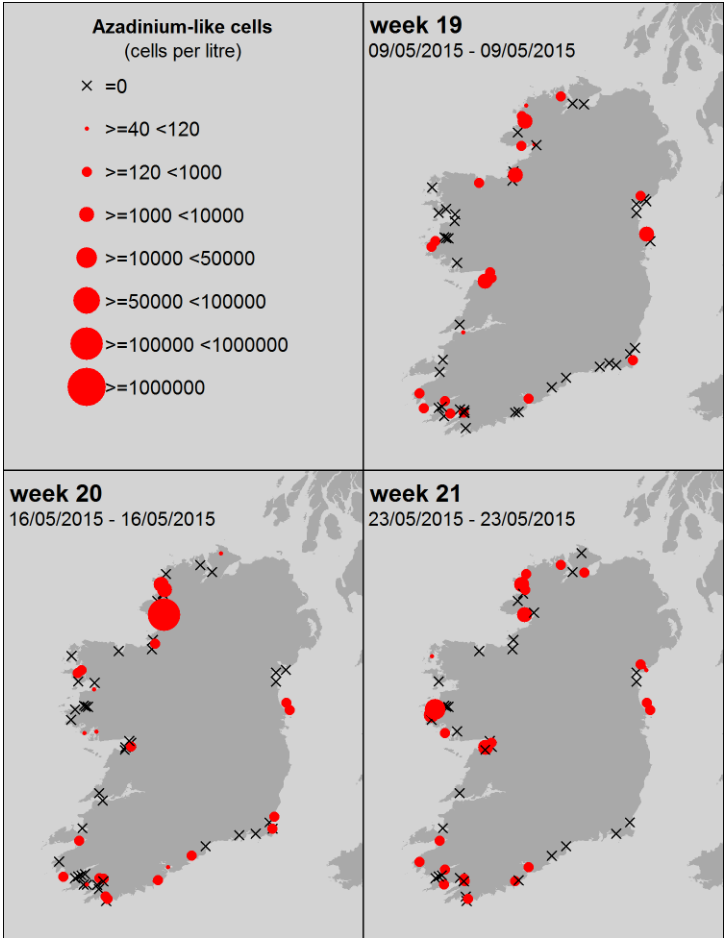 Azadinium-like cells
(cells per litre)
=0
>=40 <120
>=120 <1000
>=1000 <10000
>=10000 <50000
>=50000 <100000
>=100000 <1000000
>=1000000
week 19
09/05/2015 - 09/05/2015
week 20
16/05/2015 - 16/05/2015
week 21
23/05/2015 - 23/05/2015